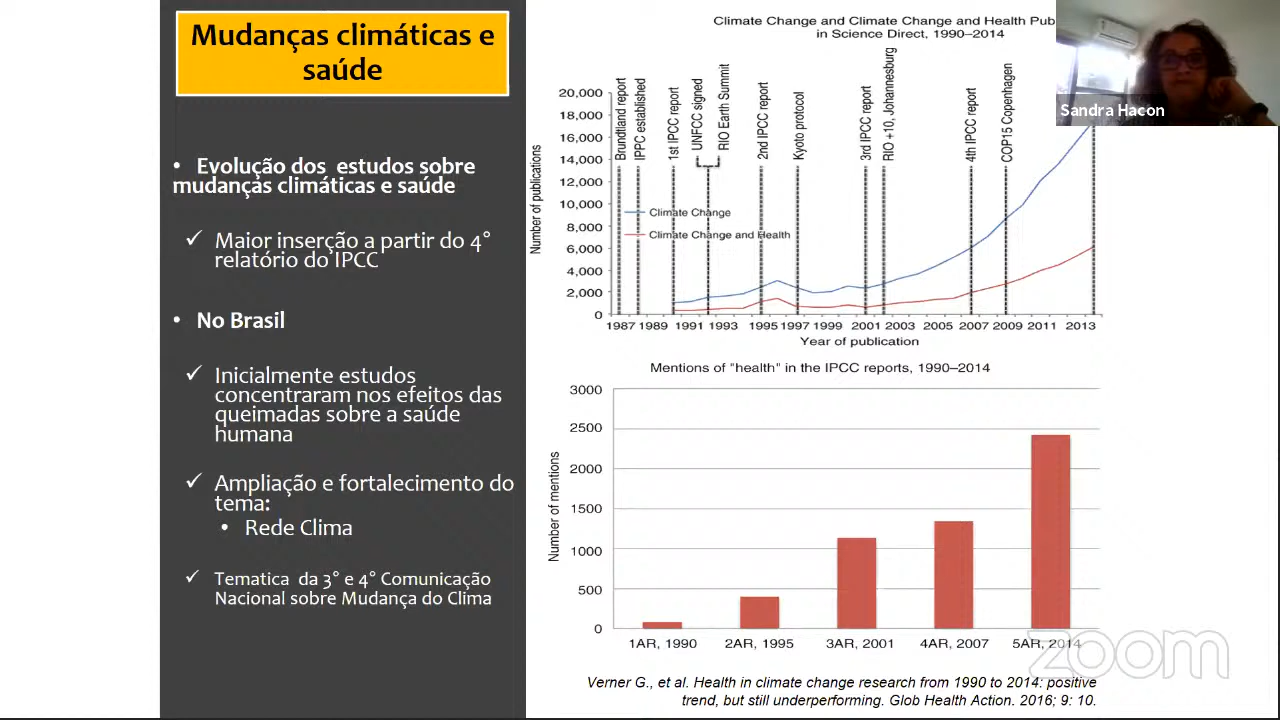 Mudanças climáticas e
saúde
• Evolução dos estudos sobre
mudanças climáticas e saúde
✓ Maior inserção a partir do 4°
relatório do IPCC
• No Brasil
✓ Inicialmente estudos
concentraram nos efeitos das
queimadas sobre a saúde
humana
✓ Ampliação e fortalecimento do
tema:
• Rede Clima
✓ Tematica da 3° e 4° Comunicação
Nacional sobre Mudança do Clima
Climate Change and Climate Change and Health Pub
in Science Direct, 1990–2014
Sandra Hacon
Number of publications
20,000
18,000
16,000
14,000
12,000
10,000
8,000
6,000
4,000
2,000
0
Brundtland report
IPPC established
1st IPCC report
UNFCC signed
RIO Earth Summit
2nd IPCC report
Kyoto protocol
3rd IPCC report
RIO +10, Johannesburg
4th IPCC report
COP15 Copenhagen
Climate Change
Climate Change and Health
1987 1989 1991 1993 1995 1997 1999 2001 2003 2005 2007 2009 2011 2013
Year of publication
Mentions of "health" in the IPCC reports, 1990–2014
Number of mentions
3000
2500
2000
1500
1000
500
0
1AR, 1990 2AR, 1995 3AR, 2001 4AR, 2007 5AR, 2014
zoom
Verner G., et al. Health in climate change research from 1990 to 2014: positive
trend, but still underperforming. Glob Health Action. 2016; 9: 10.